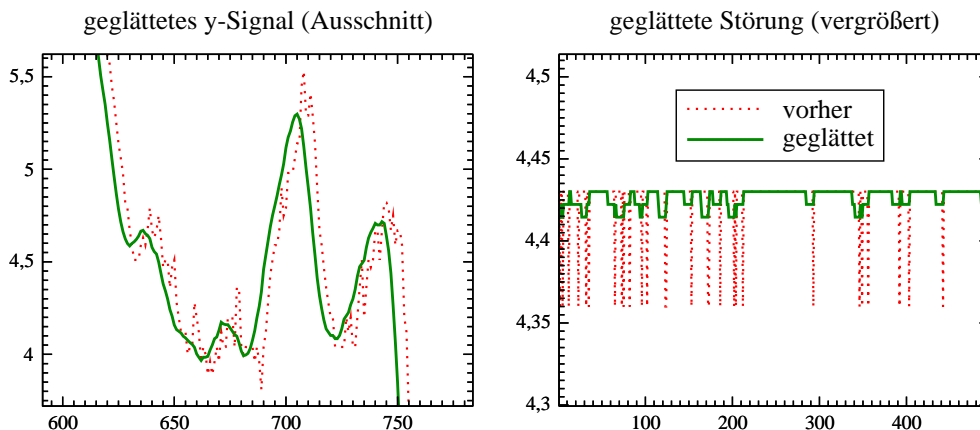 geglättetes y-Signal (Ausschnitt)
5,5
5
4,5
4
600 650 700 750
geglättete Störung (vergrößert)
4,5
4,45
4,4
4,35
4,3
vorher
geglättet
100 200 300 400